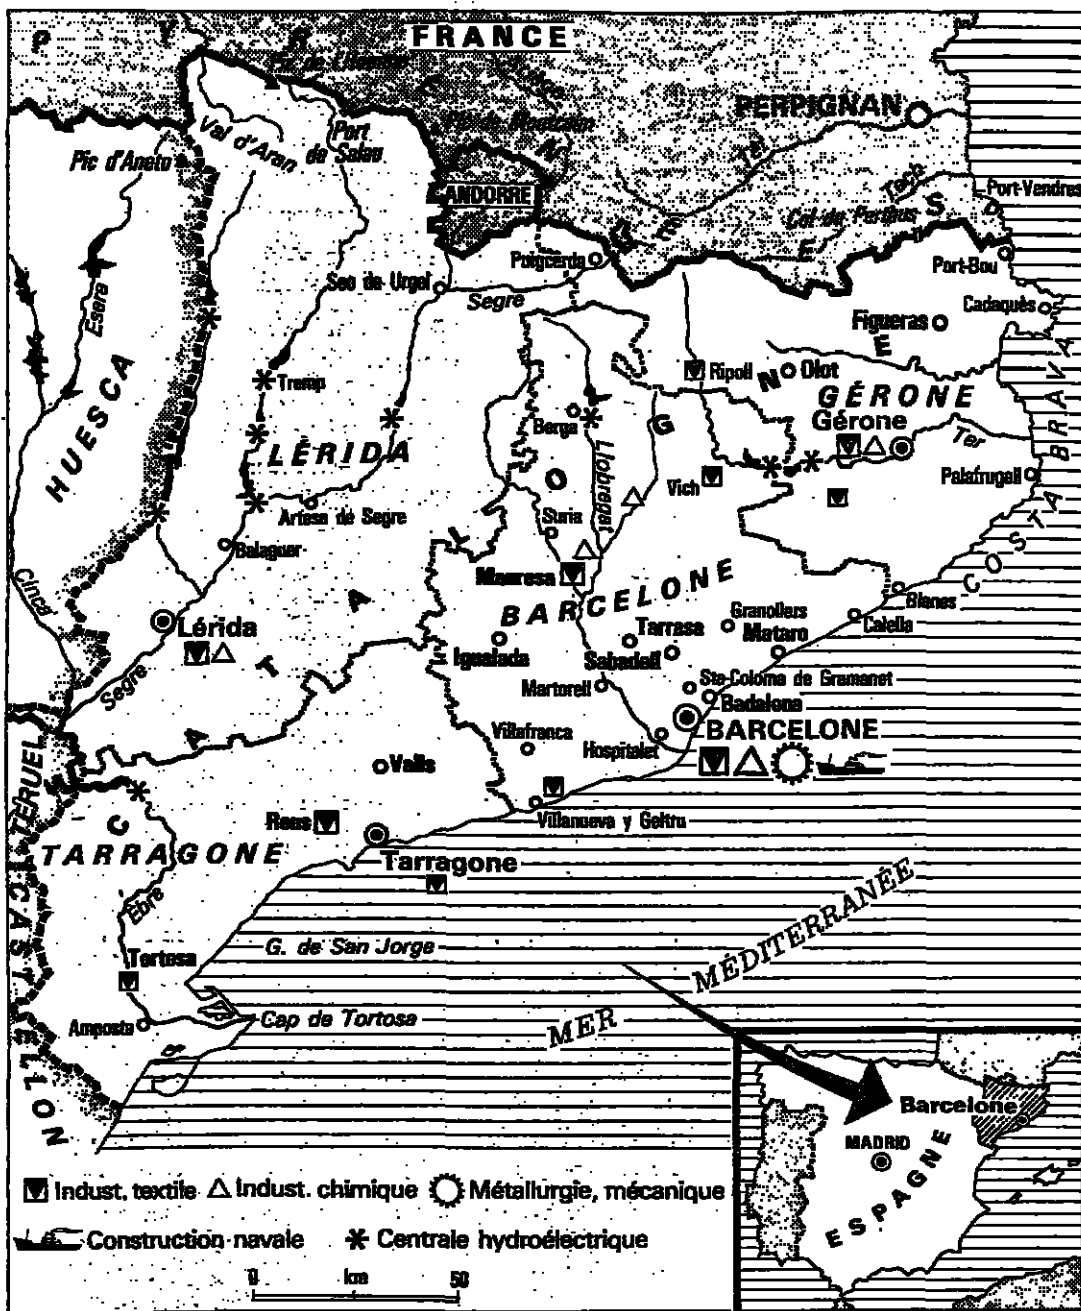 FRANCE
PERPIGNAN
Val d'Aran
Port de Salau
Pic d'Aneto
ANDORRE
Tet
Tech
Port-Vendres
Col de Perthus
Puigcerda
Port-Bou
Seo de Urgel
Segre
Cadaquès
Esera
Figueras
HUESCA
Tremp
Ripoll
Olot
GÉRONE
Gérone
Berga
LÉRIDA
Llobregat
Ter
Vich
Palafrugell
COSTA BRAVA
Artesa de Segre
Suria
Balaguer
Manresa
Cinca
BARCELONE
Blanes
Granollers
Calella
Lérida
Tarrasa
Mataro
Igualada
Sabadell
Segre
Martorell
Sta-Coloma de Gramanet
Badalona
BARCELONE
Villafranca
Hospitalet
TERUEL
Valls
Villanueva y Geltru
Reus
CATALOGNE
TARRAGONE
Tarragone
Ebre
CASTELLON
G. de San Jorge
Tortosa
MER MÉDITERRANÉE
Amposta
Cap de Tortosa
Barcelone
MADRID
ESPAGNE
Indust. textile
Indust. chimique
Métallurgie, mécanique
Construction navale
Centrale hydroélectrique
0 km 50